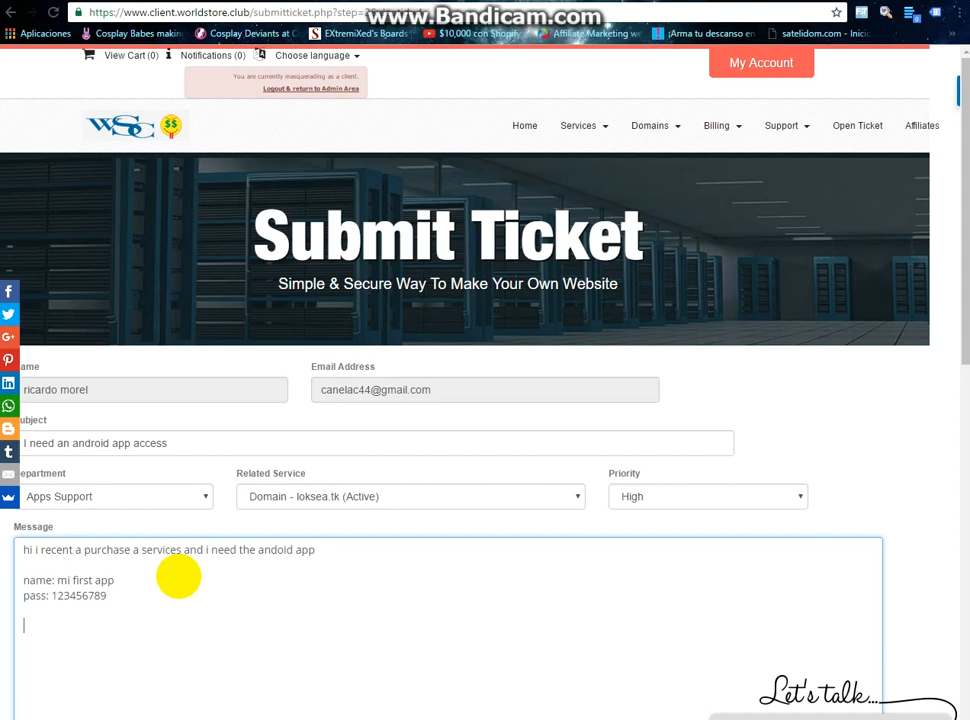 https://www.client.worldstore.club/submitticket.php?step=
www.Bandicam.com
Aplicaciones
Cosplay Babes makin
Cosplay Deviants at C
EXtremiXed's Boards
$10,000 con Shopify
Affiliate Marketing w
¡Arma tu descanso en
satelidom.com - Inic
View Cart (0)
Notifications (0)
Choose language
My Account
You are currently masquerading as a client.
Logout & return to Admin Area
WSC
$$
Home
Services
Domains
Billing
Support
Open Ticket
Affiliates
Submit Ticket
Simple & Secure Way To Make Your Own Website
ame
Email Address
ricardo morel
canelac44@gmail.com
ubject
I need an android app access
epartment
Related Service
Priority
Apps Support
Domain - loksea.tk (Active)
High
Message
hi i recent a purchase a services and i need the andoid app
name: mi first app
pass: 123456789
Let's talk...